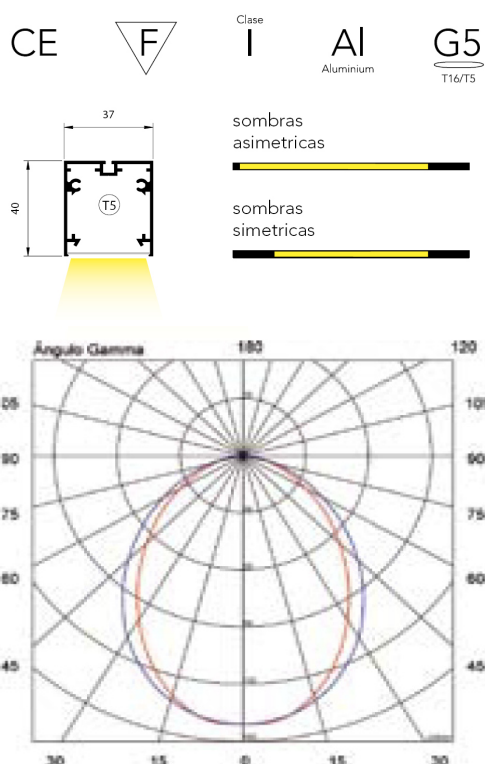 CE F Clase I Al Aluminium G5 T16/T5
37
40
T5
sombras
asimetricas
sombras
simetricas
Ángulo Gamma 180 120
105 105
90 90
75 75
60 60
45 45
30 15 0 15 30